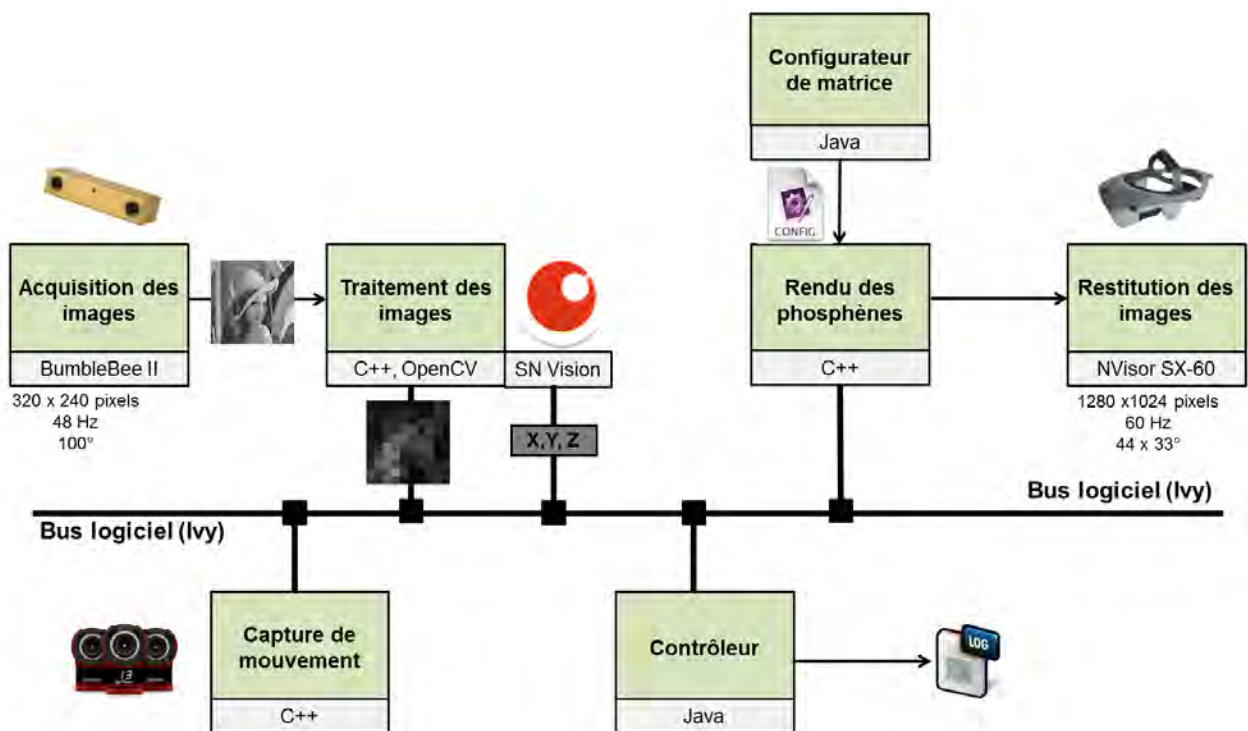 Configurateur
de matrice
Java
CONFIG.
Acquisition des
images
BumbleBee II
320 x 240 pixels
48 Hz
100°
Traitement des
images
C++, OpenCV
SN Vision
X,Y, Z
Rendu des
phosphènes
C++
Restitution des
images
NVisor SX-60
1280 x1024 pixels
60 Hz
44 x 33°
Bus logiciel (Ivy)
Bus logiciel (Ivy)
Capture de
mouvement
C++
13
Contrôleur
Java
LOG